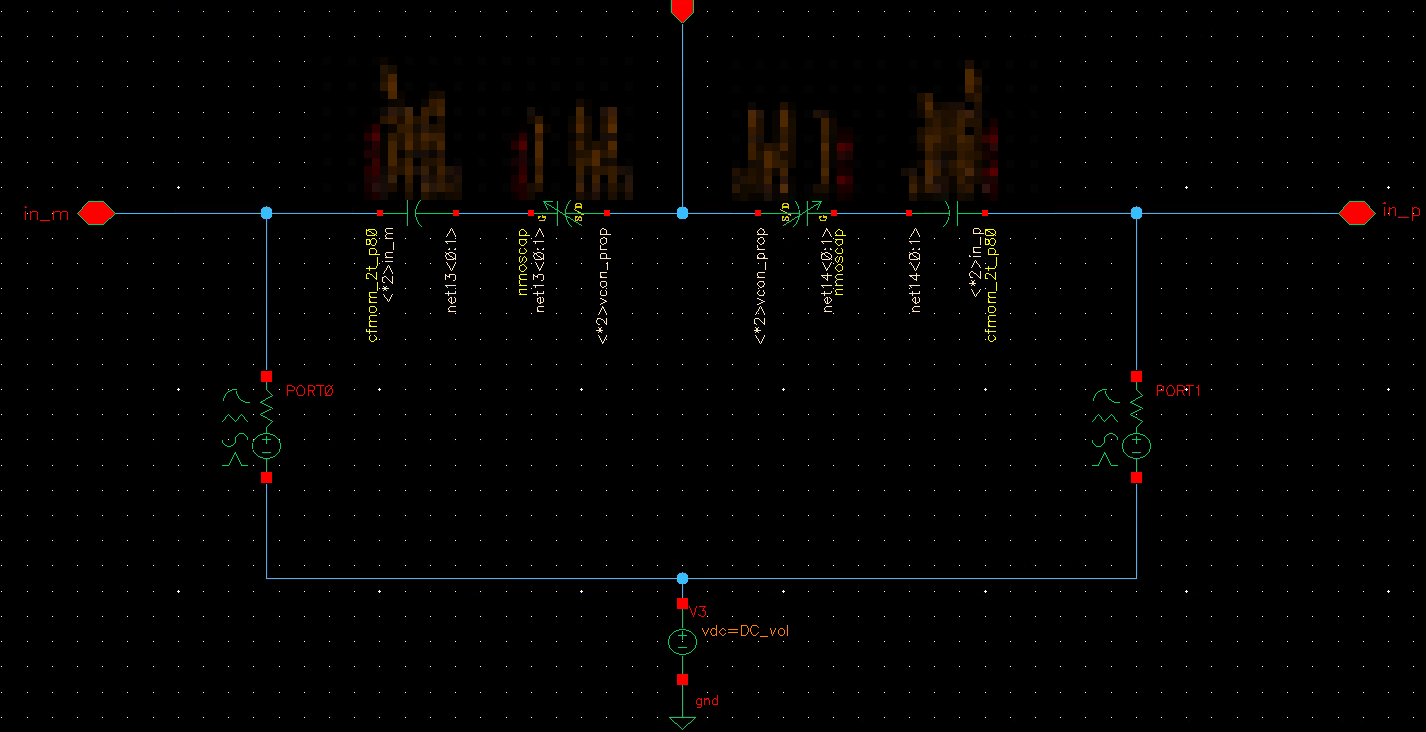 in_m
in_p
G
S/D
S/D
G
cfmom_2t_p80
<*2>in_m
net13<0:1>
nmoscap
net13<0:1>
<*2>vcon_prop
<*2>vcon_prop
net14<0:1>
nmoscap
net14<0:1>
<*2>in_p
cfmom_2t_p80
PORT0
PORT1
V3
vdc=DC_vol
gnd